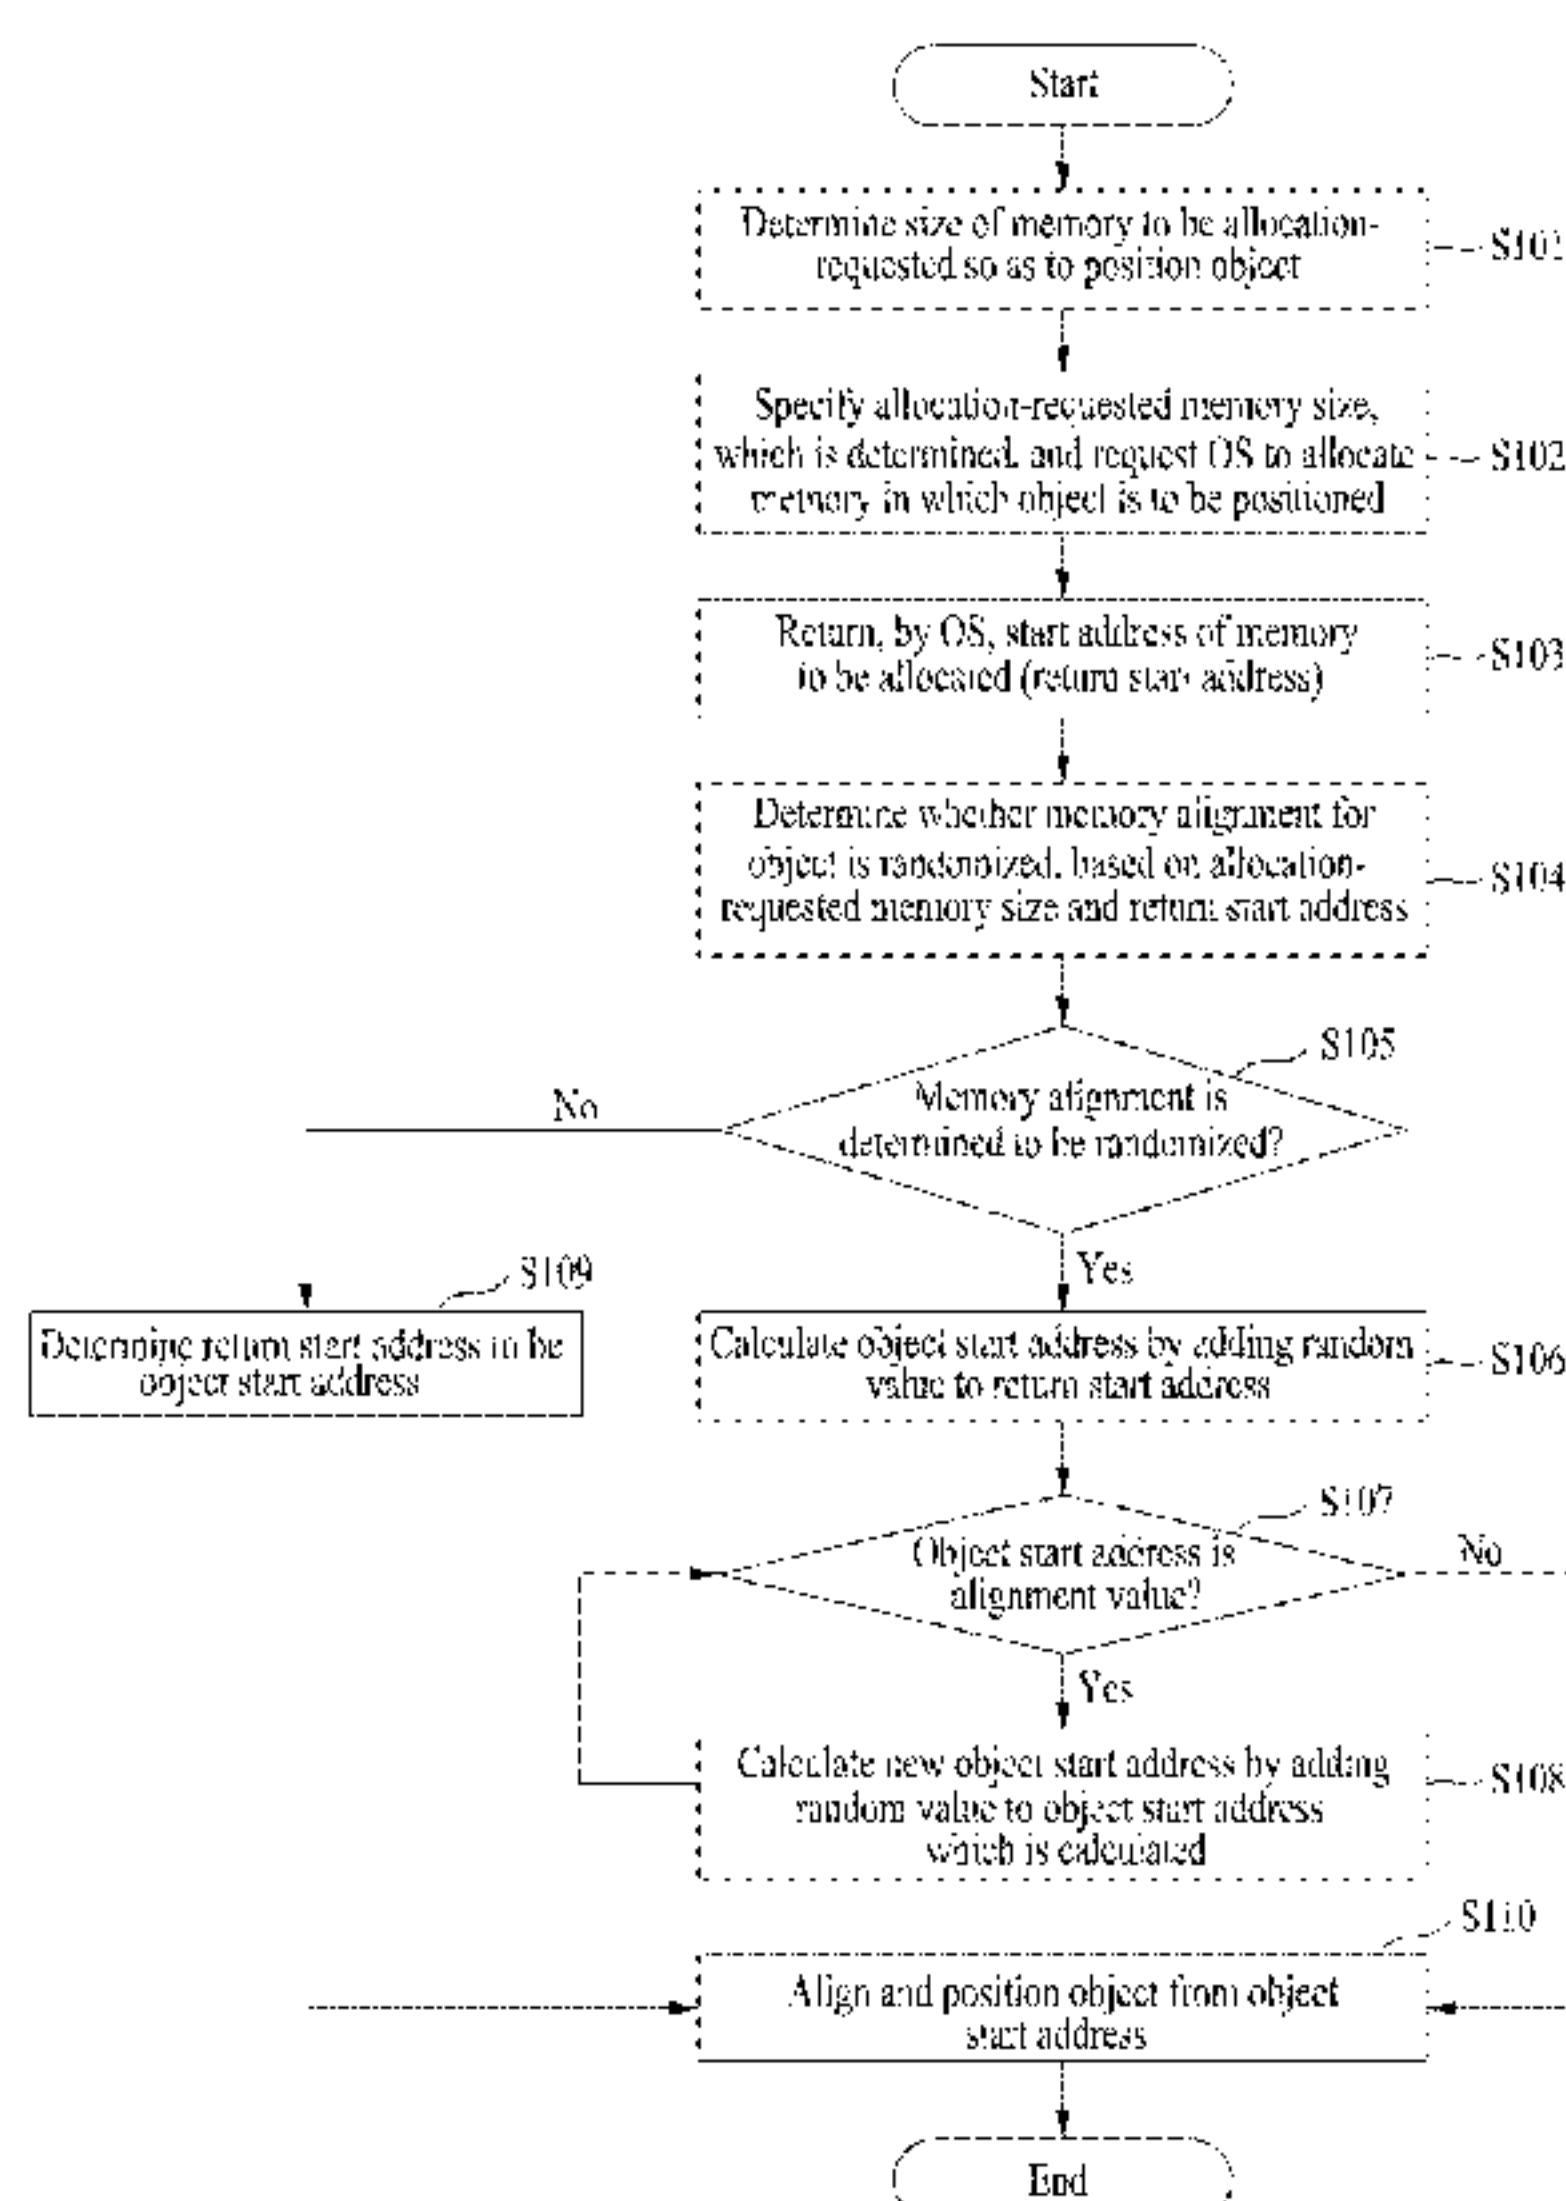 Start
Determine size of memory to be allocation-
requested so as to position object
S101
Specify allocation-requested memory size,
which is determined, and request OS to allocate
memory in which object is to be positioned
S102
Return, by OS, start address of memory
to be allocated (return start address)
S103
Determine whether memory alignment for
object is randomized, based on allocation-
requested memory size and return start address
S104
S105
Memory alignment is
determined to be randomized?
No
Yes
S109
Determine return start address to be
object start address
Calculate object start address by adding random
value to return start address
S106
S107
Object start address is
alignment value?
No
Yes
Calculate new object start address by adding
random value to object start address
which is calculated
S108
S110
Align and position object from object
start address
End